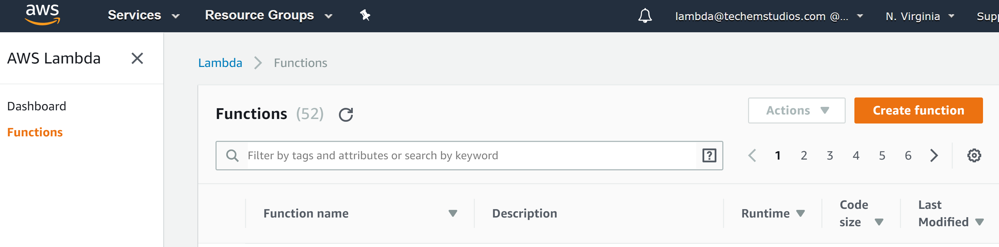 aws Services Resource Groups lambda@techemstudios.com @... N. Virginia Supp
AWS Lambda
Lambda Functions
Dashboard
Functions
Functions (52)
Actions Create function
Filter by tags and attributes or search by keyword ? 1 2 3 4 5 6
Function name Description Runtime Code size Last Modified